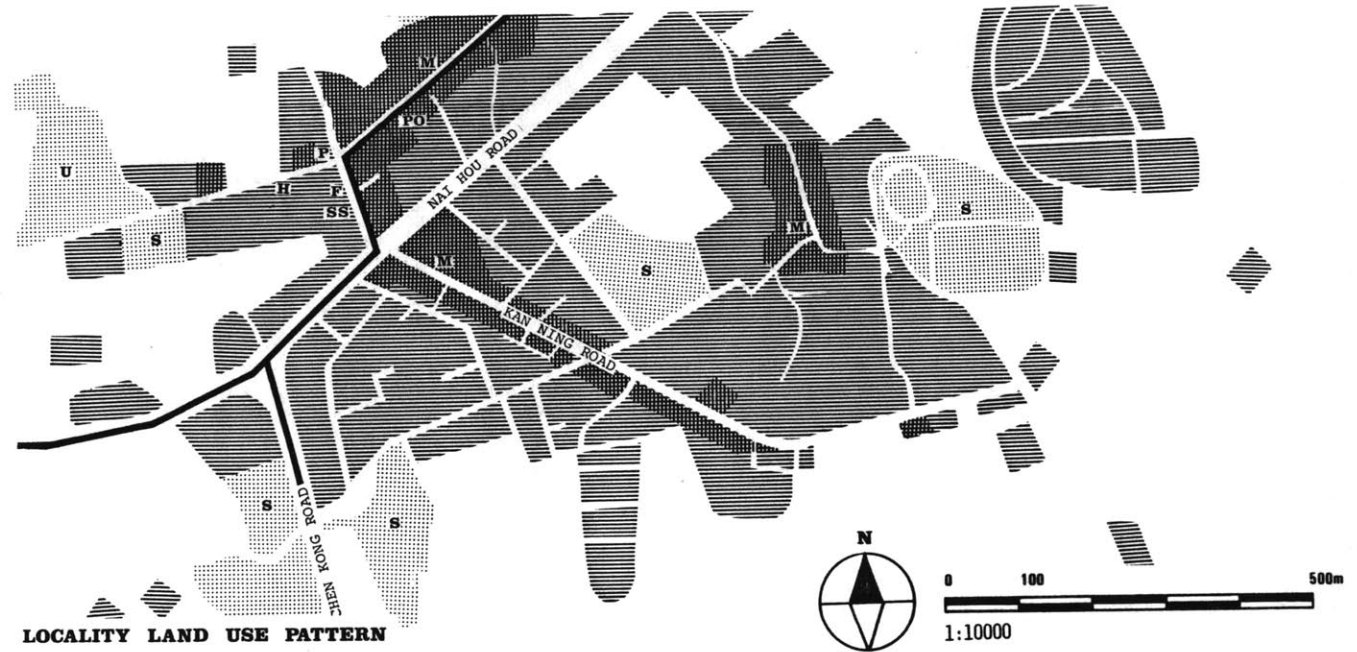 M
PO
NAI HOU ROAD
P
U
H
F
SS
S
S
M
M
S
KAN NING ROAD
S
S
CHEN KONG ROAD
N
0 100 500m
1:10000
LOCALITY LAND USE PATTERN